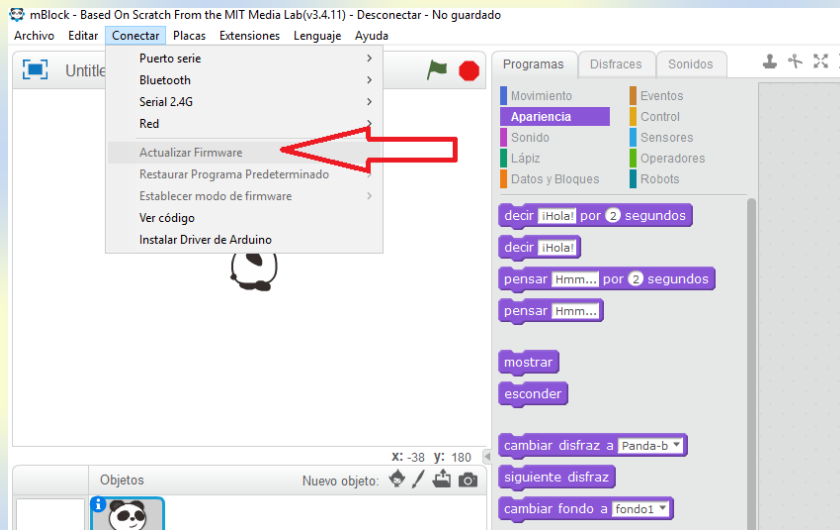 mBlock - Based On Scratch From the MIT Media Lab(v3.4.11) - Desconectar - No guardado
Archivo Editar Conectar Placas Extensiones Lenguaje Ayuda
Puerto serie
Bluetooth
Serial 2.4G
Red
Actualizar Firmware
Restaurar Programa Predeterminado
Establecer modo de firmware
Ver código
Instalar Driver de Arduino
Untitle
X: -38 Y: 180
Objetos Nuevo objeto:
Programas Disfraces Sonidos
Movimiento Eventos
Apariencia Control
Sonido Sensores
Lápiz Operadores
Datos y Bloques Robots
decir ¡Hola! por 2 segundos
decir ¡Hola!
pensar Hmm... por 2 segundos
pensar Hmm...
mostrar
esconder
cambiar disfraz a Panda-b
siguiente disfraz
cambiar fondo a fondo1